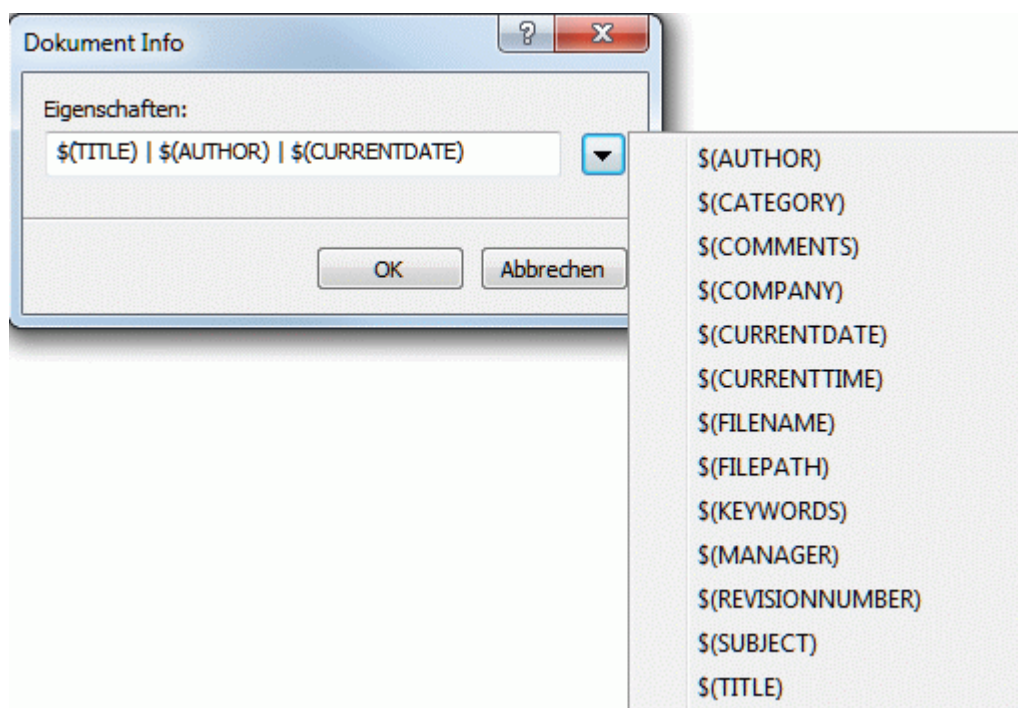 Dokument Info
Eigenschaften:
$(TITLE) | $(AUTHOR) | $(CURRENTDATE)
OK
Abbrechen
$(AUTHOR)
$(CATEGORY)
$(COMMENTS)
$(COMPANY)
$(CURRENTDATE)
$(CURRENTTIME)
$(FILENAME)
$(FILEPATH)
$(KEYWORDS)
$(MANAGER)
$(REVISIONNUMBER)
$(SUBJECT)
$(TITLE)